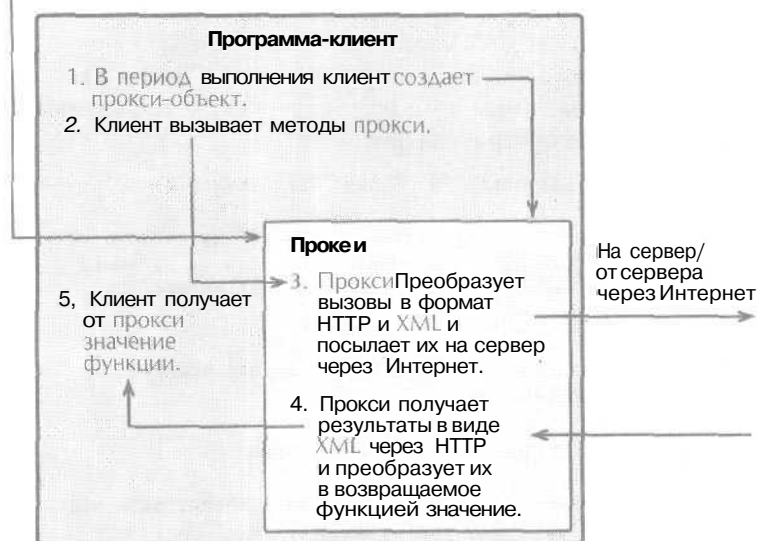 Программа-клиент
1. В период выполнения клиент создает
прокси-объект.
2. Клиент вызывает методы прокси.
Проке и
3. Прокси Преобразует
вызовы в формат
HTTP и XML и
посылает их на сервер
через Интернет.
4. Прокси получает
результаты в виде
XML через HTTP
и преобразует их
в возвращаемое
функцией значение.
5, Клиент получает
от прокси
значение
функции.
На сервер/
от сервера
через Интернет